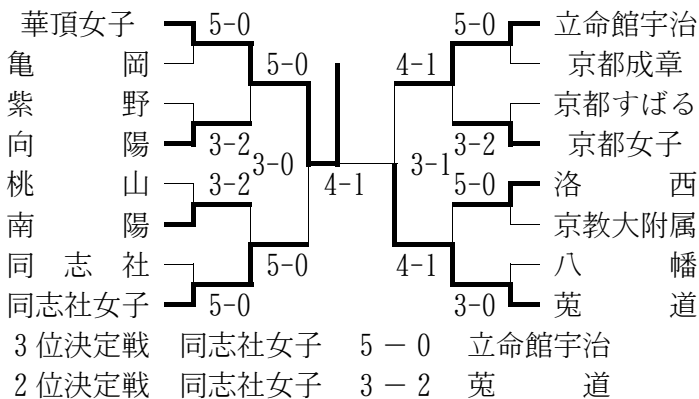 華頂女子 5-0 5-0 立命館宇治
亀岡 5-0 4-1 京都成章
紫野 京都すばる
向陽 3-2 3-0 3-1 3-2 京都女子
桃山 3-2 4-1 5-0 洛西
南陽 京教大附属
同志社 5-0 4-1 八幡
同志社女子 5-0 3-0 莵道
3位決定戦 同志社女子 5－0 立命館宇治
2位決定戦 同志社女子 3－2 莵道